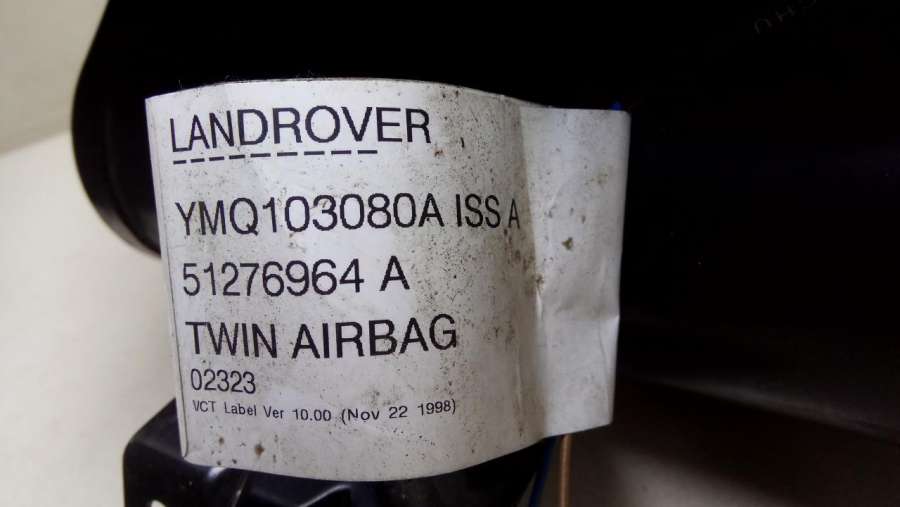 LANDROVER
YMQ103080A ISS A
51276964 A
TWIN AIRBAG
02323
VCT Label Ver 10.00 (Nov 22 1998)